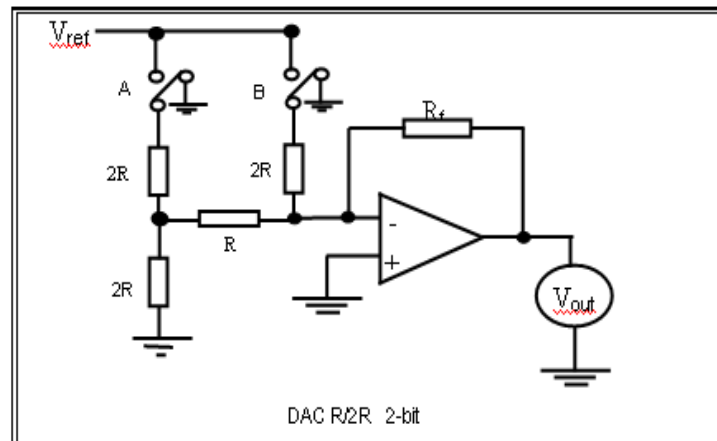 Vref
A
B
Rf
2R
2R
R
-
+
2R
Vout
DAC R/2R 2-bit